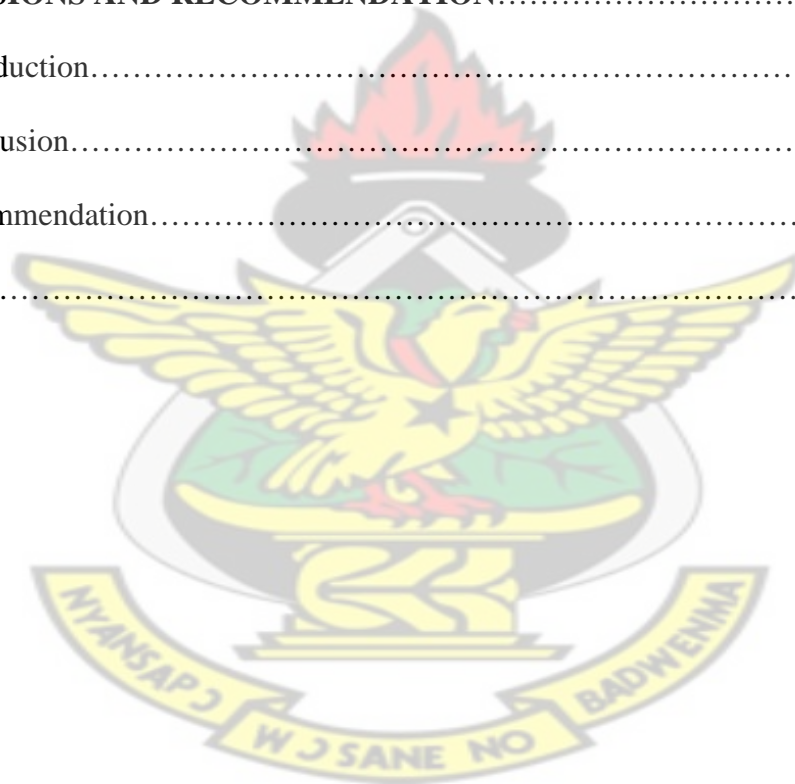 SIONS AND RECOMMENDATION……………………………
duction……………………………………………………………
usion………………………………………………………………
mmendation………………………………………………………
……………………………………………………………………
NYANSAPƆ WƆSANE NO BADWENMA